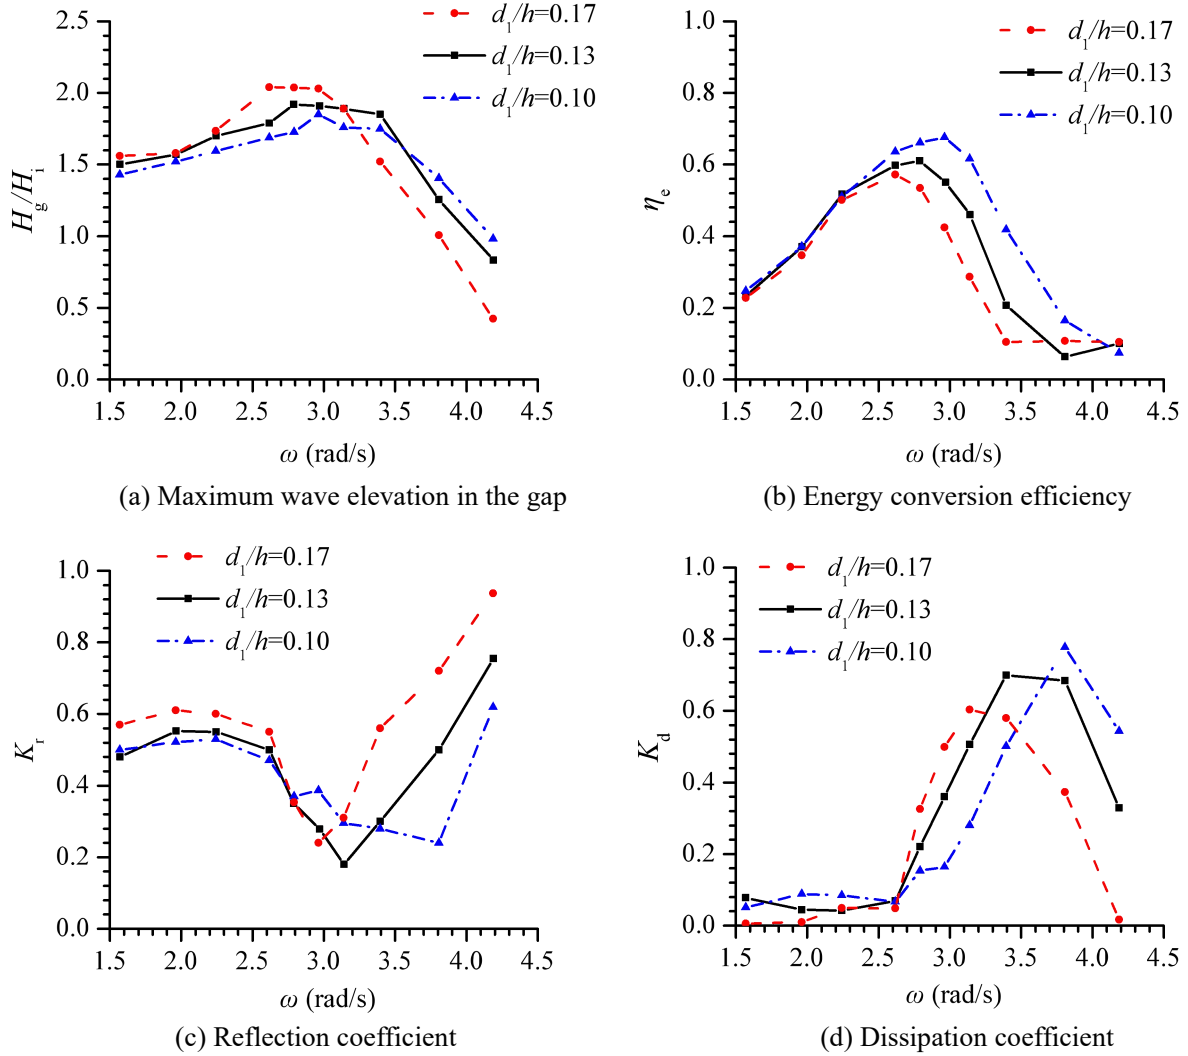 2.5
2.0
1.5
1.0
0.5
0.0
H_g/H_i
d_1/h=0.17
d_1/h=0.13
d_1/h=0.10
1.5 2.0 2.5 3.0 3.5 4.0 4.5
ω (rad/s)
(a) Maximum wave elevation in the gap
1.0
0.8
0.6
0.4
0.2
0.0
η_e
d_1/h=0.17
d_1/h=0.13
d_1/h=0.10
1.5 2.0 2.5 3.0 3.5 4.0 4.5
ω (rad/s)
(b) Energy conversion efficiency
d_1/h=0.17
d_1/h=0.13
d_1/h=0.10
1.0
0.8
0.6
0.4
0.2
0.0
K_r
1.5 2.0 2.5 3.0 3.5 4.0 4.5
ω (rad/s)
(c) Reflection coefficient
d_1/h=0.17
d_1/h=0.13
d_1/h=0.10
1.0
0.8
0.6
0.4
0.2
0.0
K_d
1.5 2.0 2.5 3.0 3.5 4.0 4.5
ω (rad/s)
(d) Dissipation coefficient